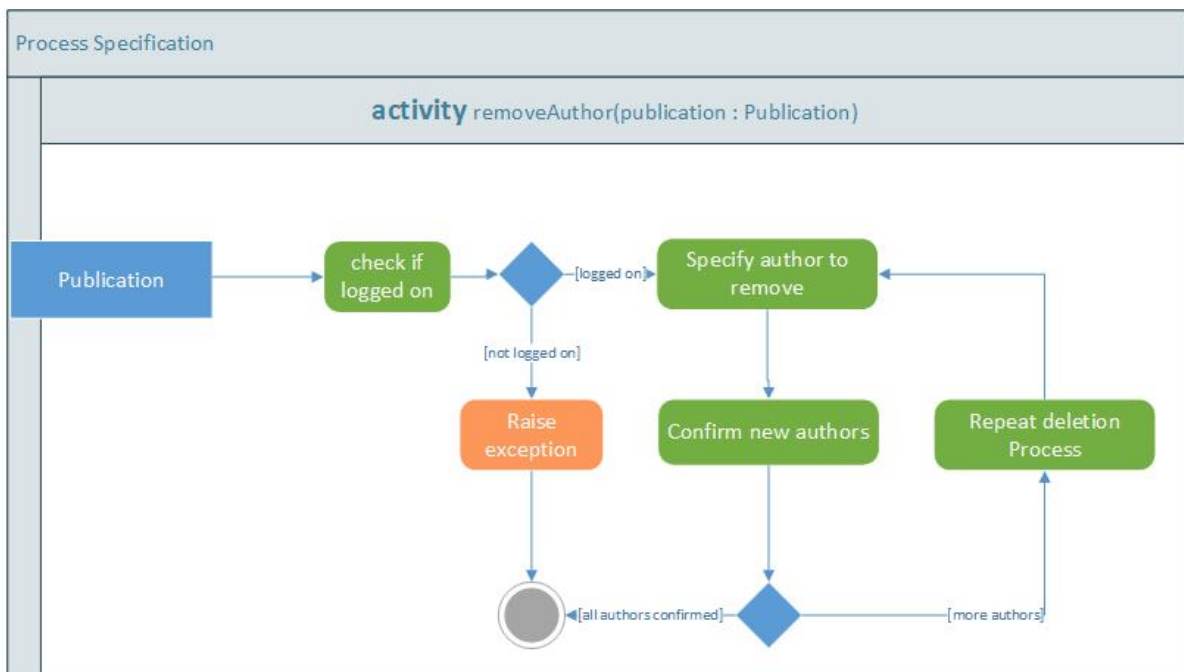 Process Specification
activity removeAuthor(publication : Publication)
Publication
check if
logged on
[logged on]
Specify author to
remove
[not logged on]
Raise
exception
Confirm new authors
Repeat deletion
Process
[all authors confirmed]
[more authors]